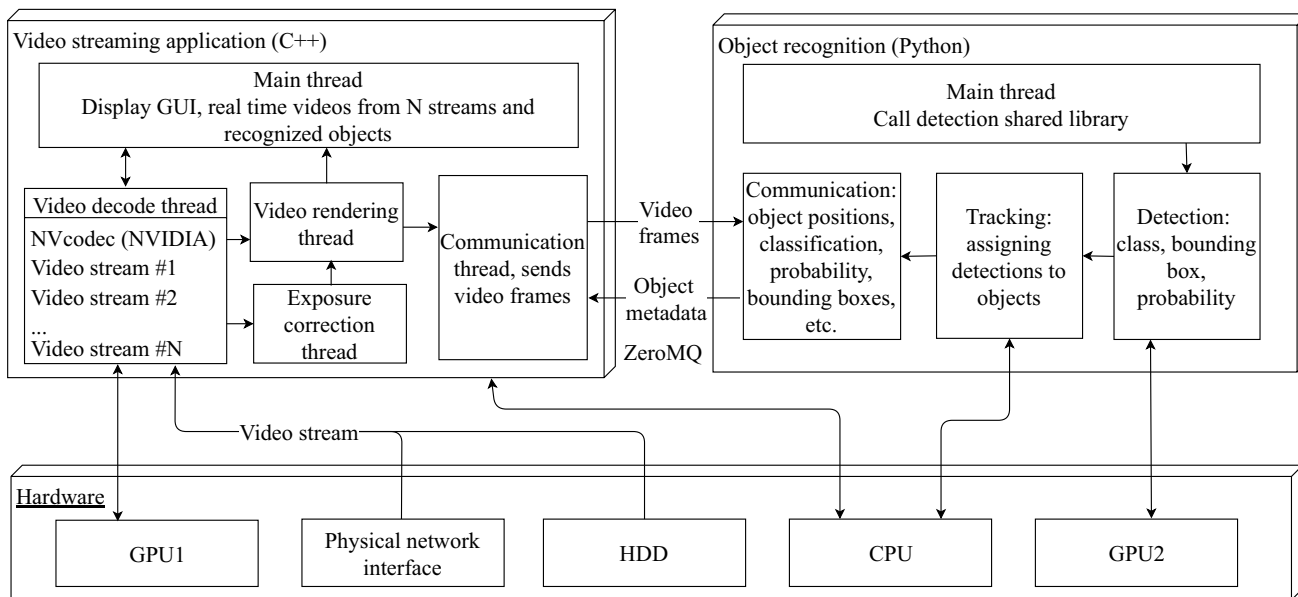 Video streaming application (C++)
Main thread
Display GUI, real time videos from N streams and
recognized objects
Video decode thread
NVcodec (NVIDIA)
Video stream #1
Video stream #2
...
Video stream #N
Video rendering
thread
Exposure
correction
thread
Communication
thread, sends
video frames
Video
frames
Object
metadata
ZeroMQ
Object recognition (Python)
Main thread
Call detection shared library
Communication:
object positions,
classification,
probability,
bounding boxes,
etc.
Tracking:
assigning
detections to
objects
Detection:
class, bounding
box,
probability
Video stream
Hardware
GPU1
Physical network
interface
HDD
CPU
GPU2